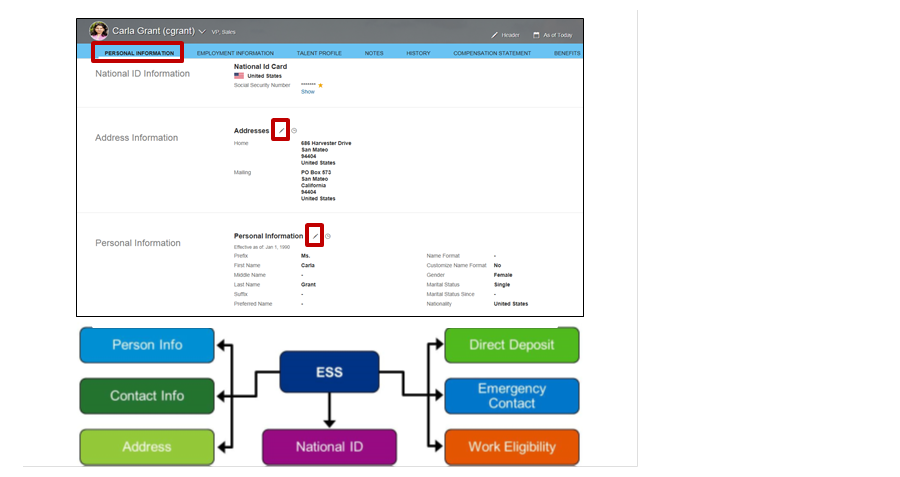 Carla Grant (cgrant) VP, Sales
Header As of Today
PERSONAL INFORMATION EMPLOYMENT INFORMATION TALENT PROFILE NOTES HISTORY COMPENSATION STATEMENT BENEFITS
National ID Information
National Id Card
United States
Social Security Number *******
Show
Address Information
Addresses
Home 686 Harvester Drive
San Mateo
94404
United States
Mailing PO Box 573
San Mateo
California
94404
United States
Personal Information
Personal Information
Effective as of: Jan 1, 1990
Prefix Ms. Name Format -
First Name Carla Customize Name Format No
Middle Name - Gender Female
Last Name Grant Marital Status Single
Suffix - Marital Status Since -
Preferred Name - Nationality United States
Person Info
Contact Info
Address
ESS
National ID
Direct Deposit
Emergency
Contact
Work Eligibility